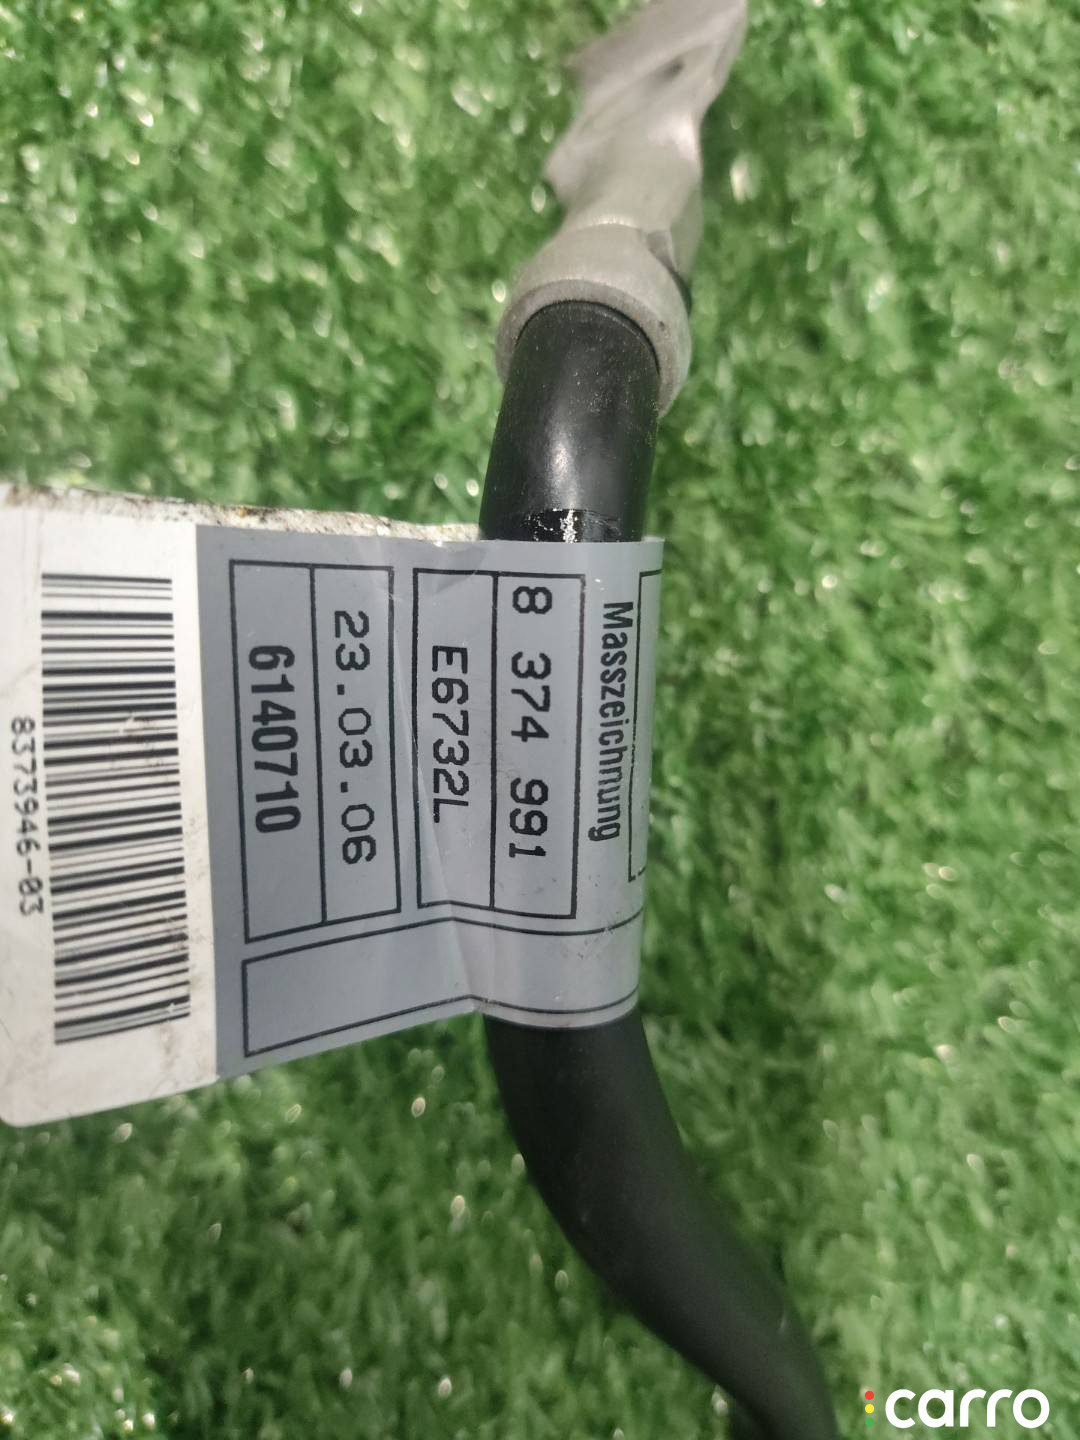 Masszeichnung
8 374 991
E6732L
23.03.06
6140710
8373946-03
carro